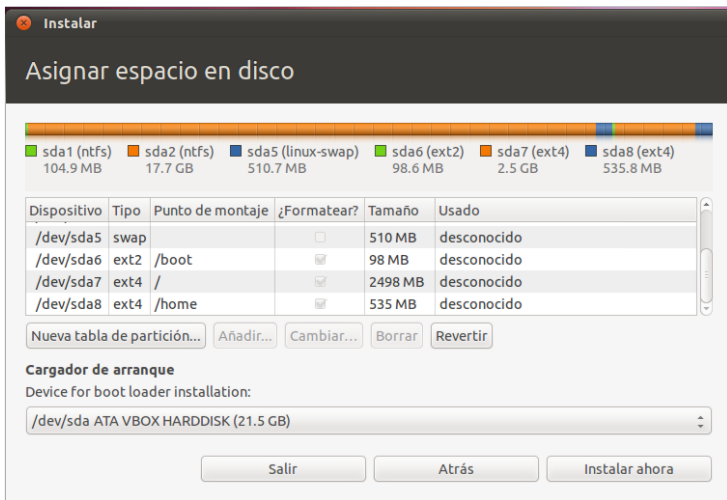 Instalar
Asignar espacio en disco
sda1 (ntfs) sda2 (ntfs) sda5 (linux-swap) sda6 (ext2) sda7 (ext4) sda8 (ext4)
104.9 MB 17.7 GB 510.7 MB 98.6 MB 2.5 GB 535.8 MB
Dispositivo Tipo Punto de montaje ¿Formatear? Tamaño Usado
/dev/sda5 swap 510 MB desconocido
/dev/sda6 ext2 /boot 98 MB desconocido
/dev/sda7 ext4 / 2498 MB desconocido
/dev/sda8 ext4 /home 535 MB desconocido
Nueva tabla de partición... Añadir... Cambiar... Borrar Revertir
Cargador de arranque
Device for boot loader installation:
/dev/sda ATA VBOX HARDDISK (21.5 GB)
Salir Atrás Instalar ahora